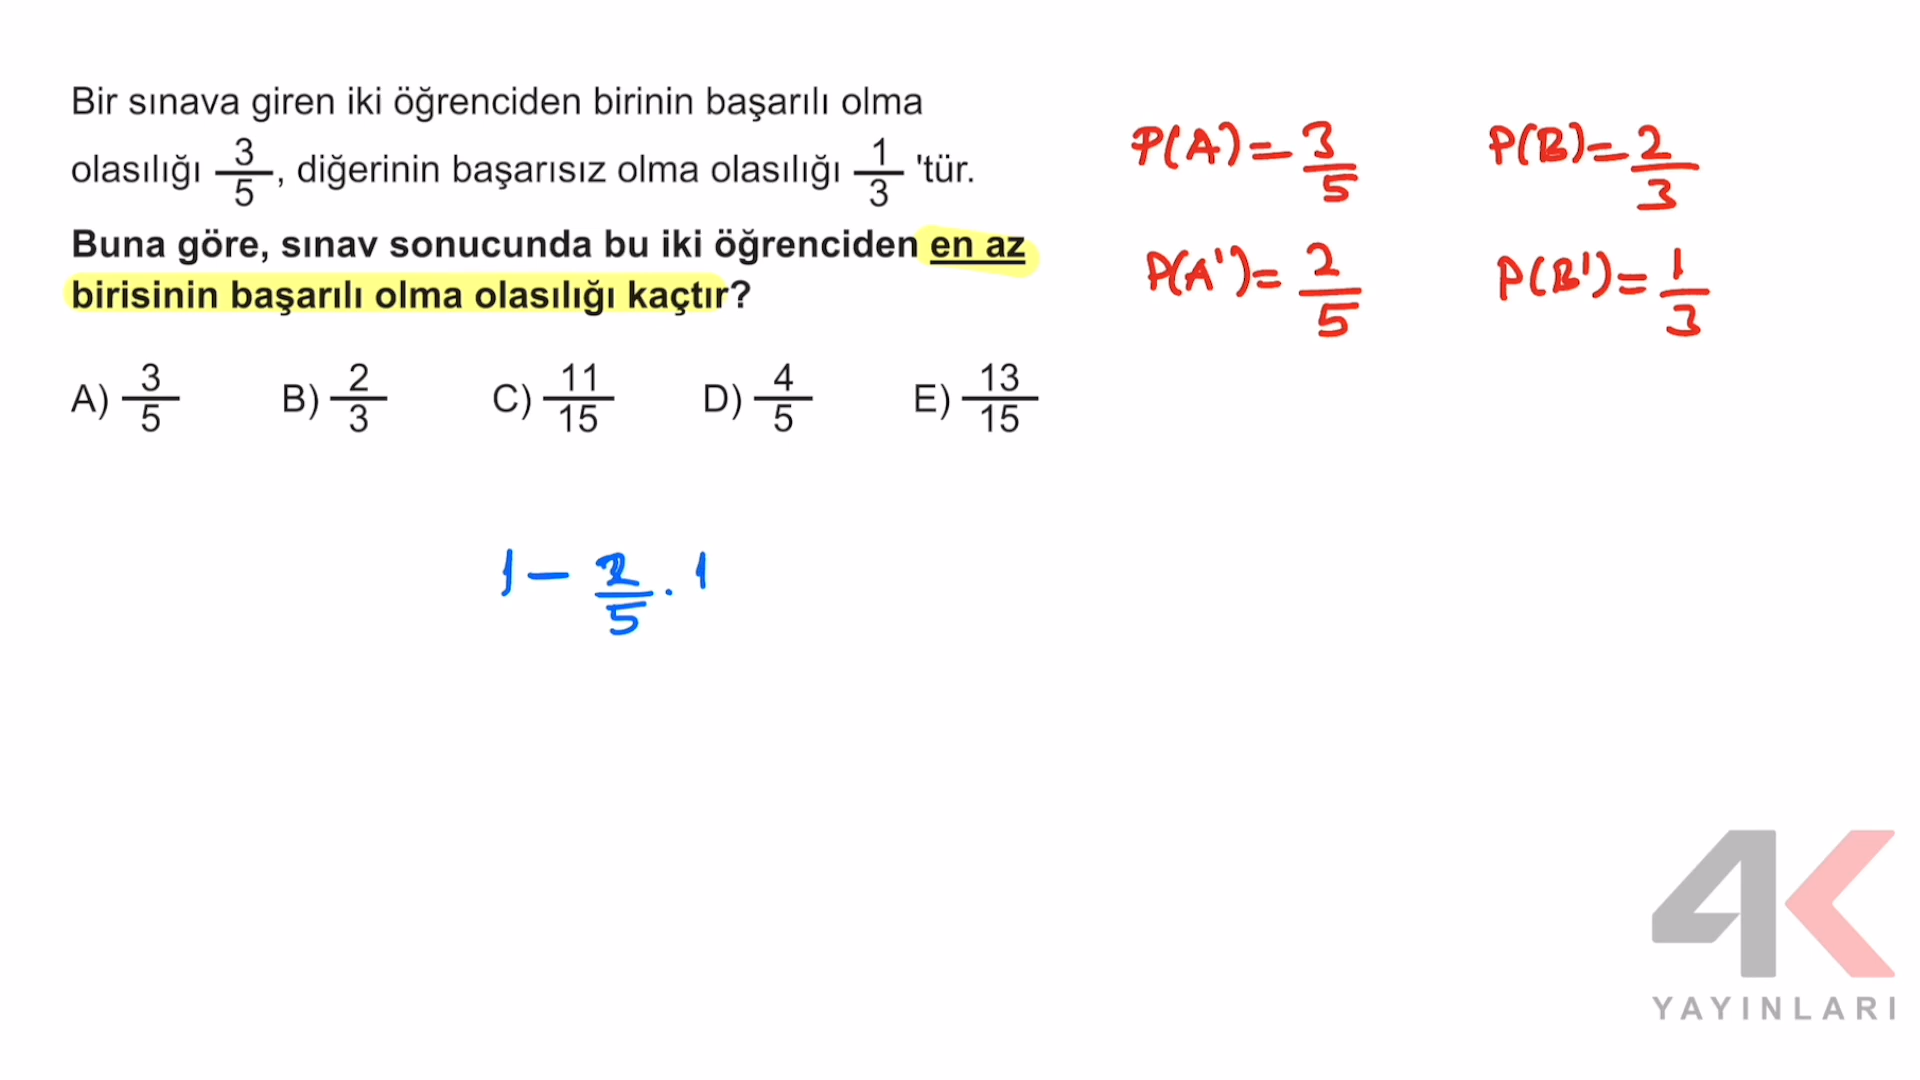 Bir sınava giren iki öğrenciden birinin başarılı olma
olasılığı 3/5, diğerinin başarısız olma olasılığı 1/3 'tür.
Buna göre, sınav sonucunda bu iki öğrenciden en az
birisinin başarılı olma olasılığı kaçtır?
A) 3/5 B) 2/3 C) 11/15 D) 4/5 E) 13/15
P(A)=3/5 P(B)=2/3
P(A')=2/5 P(B')=1/3
1-2/5.1
4K
YAYINLARI